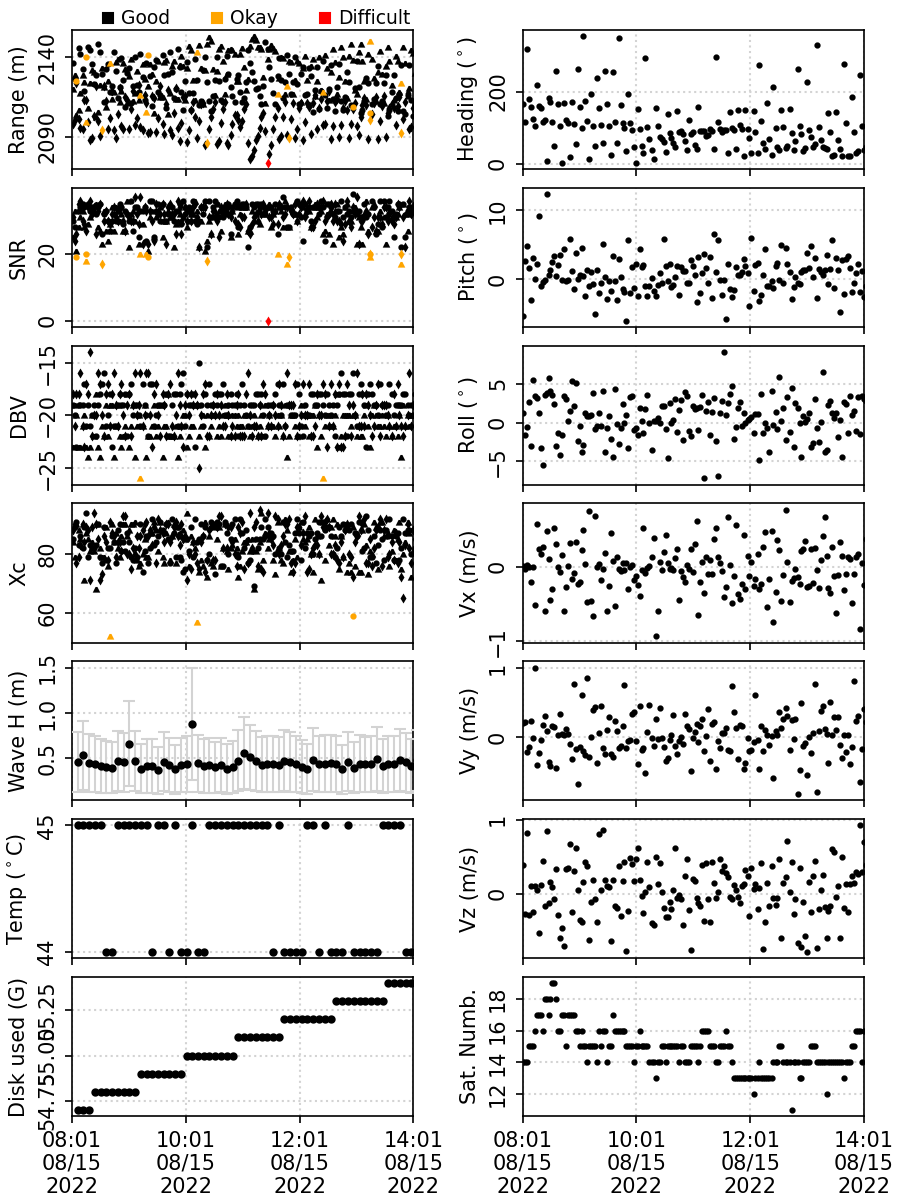 Good Okay Difficult
Range (m)
2140
2090
Heading (°)
200
0
SNR
20
0
Pitch (°)
10
0
DBV
−15
−20
−25
Roll (°)
5
0
−5
Xc
80
60
Vx (m/s)
0
−1
Wave H (m)
1.5
1.0
0.5
Vy (m/s)
1
0
Temp (°C)
45
44
Vz (m/s)
1
0
Disk used (G)
55.25
55.00
54.75
Sat. Numb.
18
16
14
12
08:01 10:01 12:01 14:01
08/15 08/15 08/15 08/15
2022 2022 2022 2022
08:01 10:01 12:01 14:01
08/15 08/15 08/15 08/15
2022 2022 2022 2022